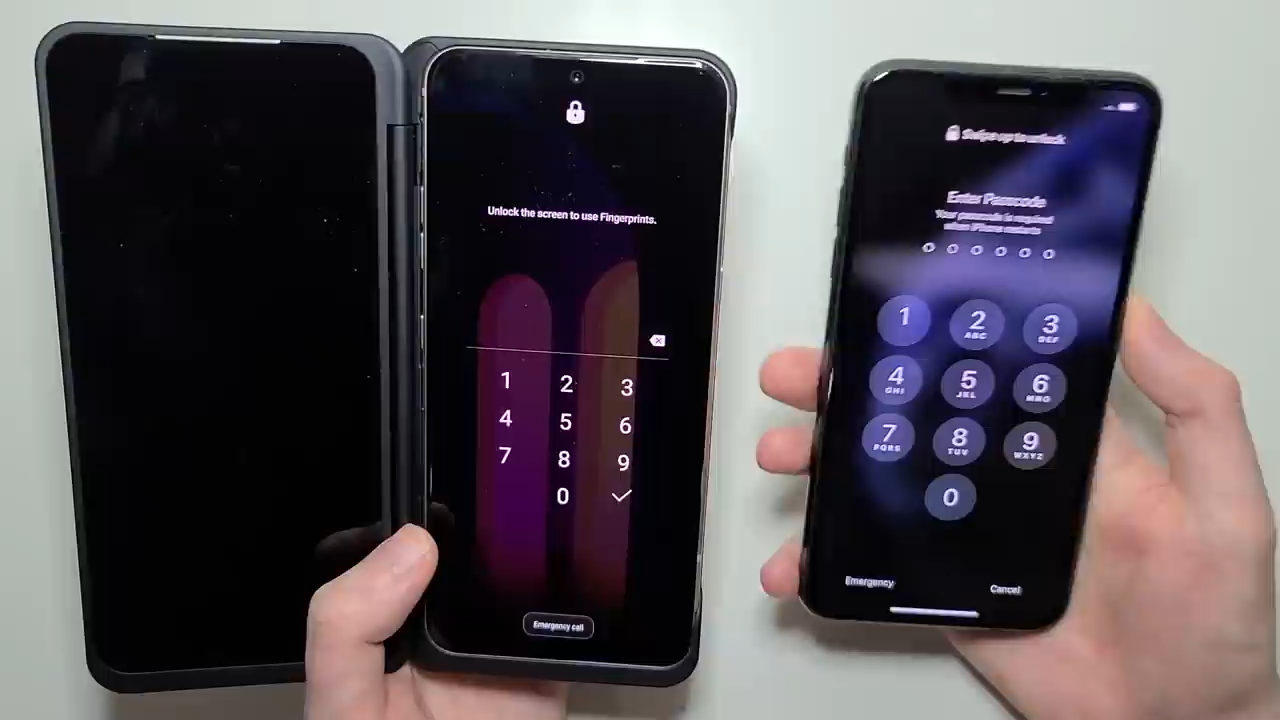 Unlock the screen to use Fingerprints.
1 2 3
4 5 6
7 8 9
0
Emergency call
Swipe up to unlock
Enter Passcode
Your passcode is required
when iPhone restarts
1 2 3
ABC DEF
4 5 6
GHI JKL MNO
7 8 9
PQRS TUV WXYZ
0
Emergency Cancel